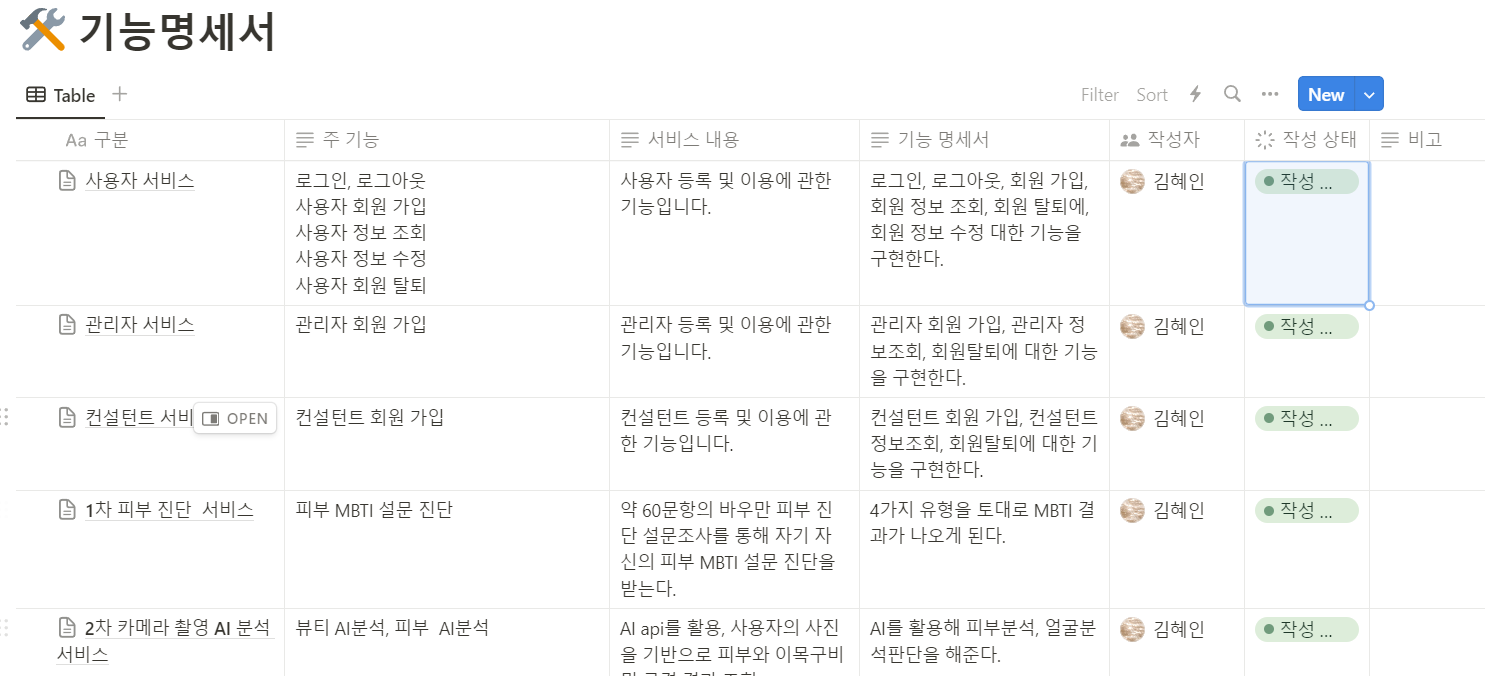 기능명세서
Table
Filter Sort New
Aa 구분 주 기능 서비스 내용 기능 명세서 작성자 작성 상태 비고
사용자 서비스
로그인, 로그아웃
사용자 회원 가입
사용자 정보 조회
사용자 정보 수정
사용자 회원 탈퇴
사용자 등록 및 이용에 관한
기능입니다.
로그인, 로그아웃, 회원 가입,
회원 정보 조회, 회원 탈퇴에,
회원 정보 수정 대한 기능을
구현한다.
김혜인
작성 ...
관리자 서비스
관리자 회원 가입
관리자 등록 및 이용에 관한
기능입니다.
관리자 회원 가입, 관리자 정
보조회, 회원탈퇴에 대한 기능
을 구현한다.
김혜인
작성 ...
컨설턴트 서비
OPEN
컨설턴트 회원 가입
컨설턴트 등록 및 이용에 관
한 기능입니다.
컨설턴트 회원 가입, 컨설턴트
정보조회, 회원탈퇴에 대한 기
능을 구현한다.
김혜인
작성 ...
1차 피부 진단 서비스
피부 MBTI 설문 진단
약 60문항의 바우만 피부 진
단 설문조사를 통해 자기 자
신의 피부 MBTI 설문 진단을
받는다.
4가지 유형을 토대로 MBTI 결
과가 나오게 된다.
김혜인
작성 ...
2차 카메라 촬영 AI 분석
서비스
뷰티 AI분석, 피부 AI분석
AI api를 활용, 사용자의 사진
을 기반으로 피부와 이목구비
AI를 활용해 피부분석, 얼굴분
석판단을 해준다.
김혜인
작성 ...